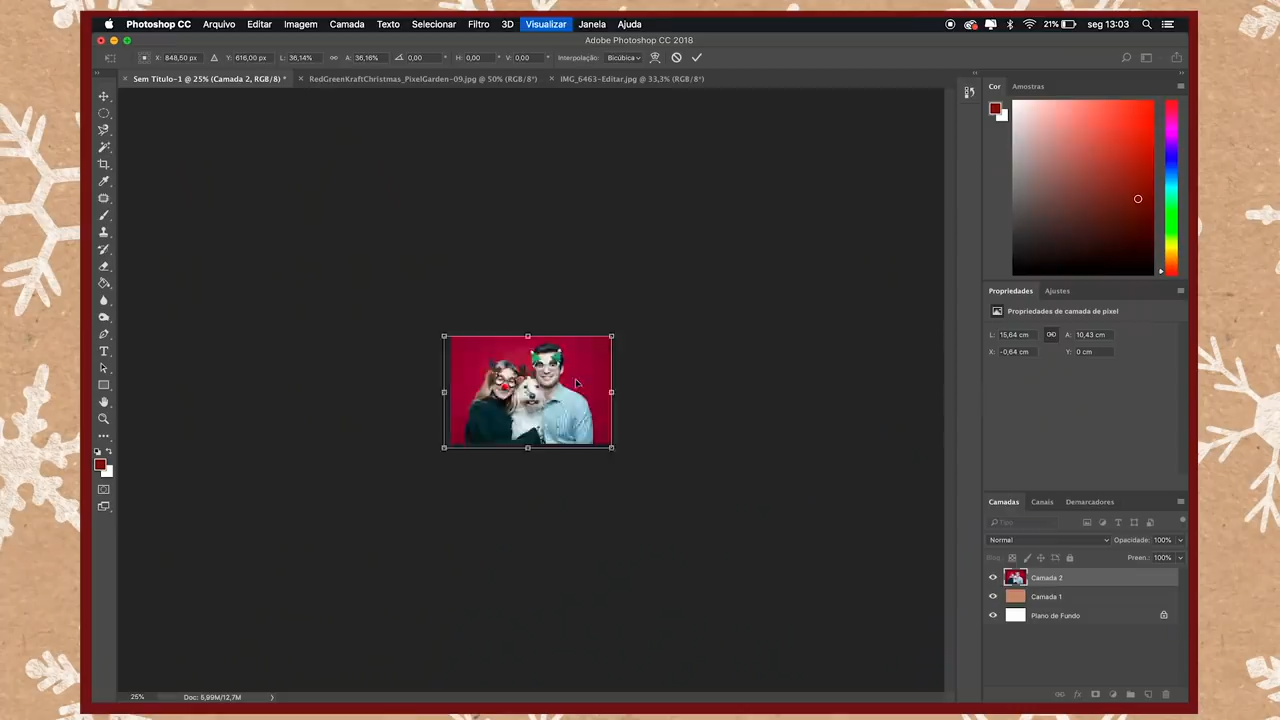 Photoshop CC Arquivo Editar Imagem Camada Texto Selecionar Filtro 3D Visualizar Janela Ajuda 21% seg 13:03
Adobe Photoshop CC 2018
X: 848,50 px Y: 616,00 px L: 36,14% A: 36,16% 0,00 H: 0,00 V: 0,00 Interpolação: Bicúbica
Sem Título-1 @ 25% (Camada 2, RGB/8) * RedGreenKraftChristmas_PixelGarden-09.jpg @ 50% (RGB/8*) IMG_6463-Editar.jpg @ 33,3% (RGB/8*)
Cor Amostras
Propriedades Ajustes
Propriedades de camada de pixel
L: 15,64 cm A: 10,43 cm
X: -0,64 cm Y: 0 cm
Camadas Canais Demarcadores
Tipo
Normal Opacidade: 100%
Bloq Preen.: 100%
Camada 2
Camada 1
Plano de Fundo
25% Doc: 5,99M/12,7M